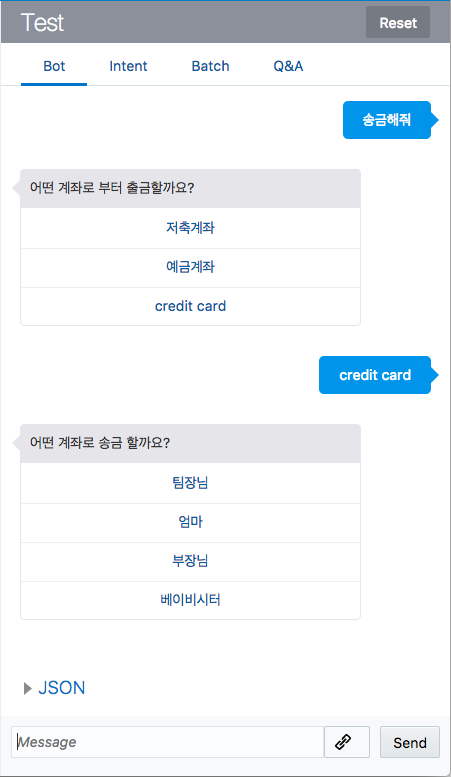 Test
Reset
Bot Intent Batch Q&A
송금해줘
어떤 계좌로 부터 출금할까요?
저축계좌
예금계좌
credit card
credit card
어떤 계좌로 송금 할까요?
팀장님
엄마
부장님
베이비시터
JSON
Message
Send